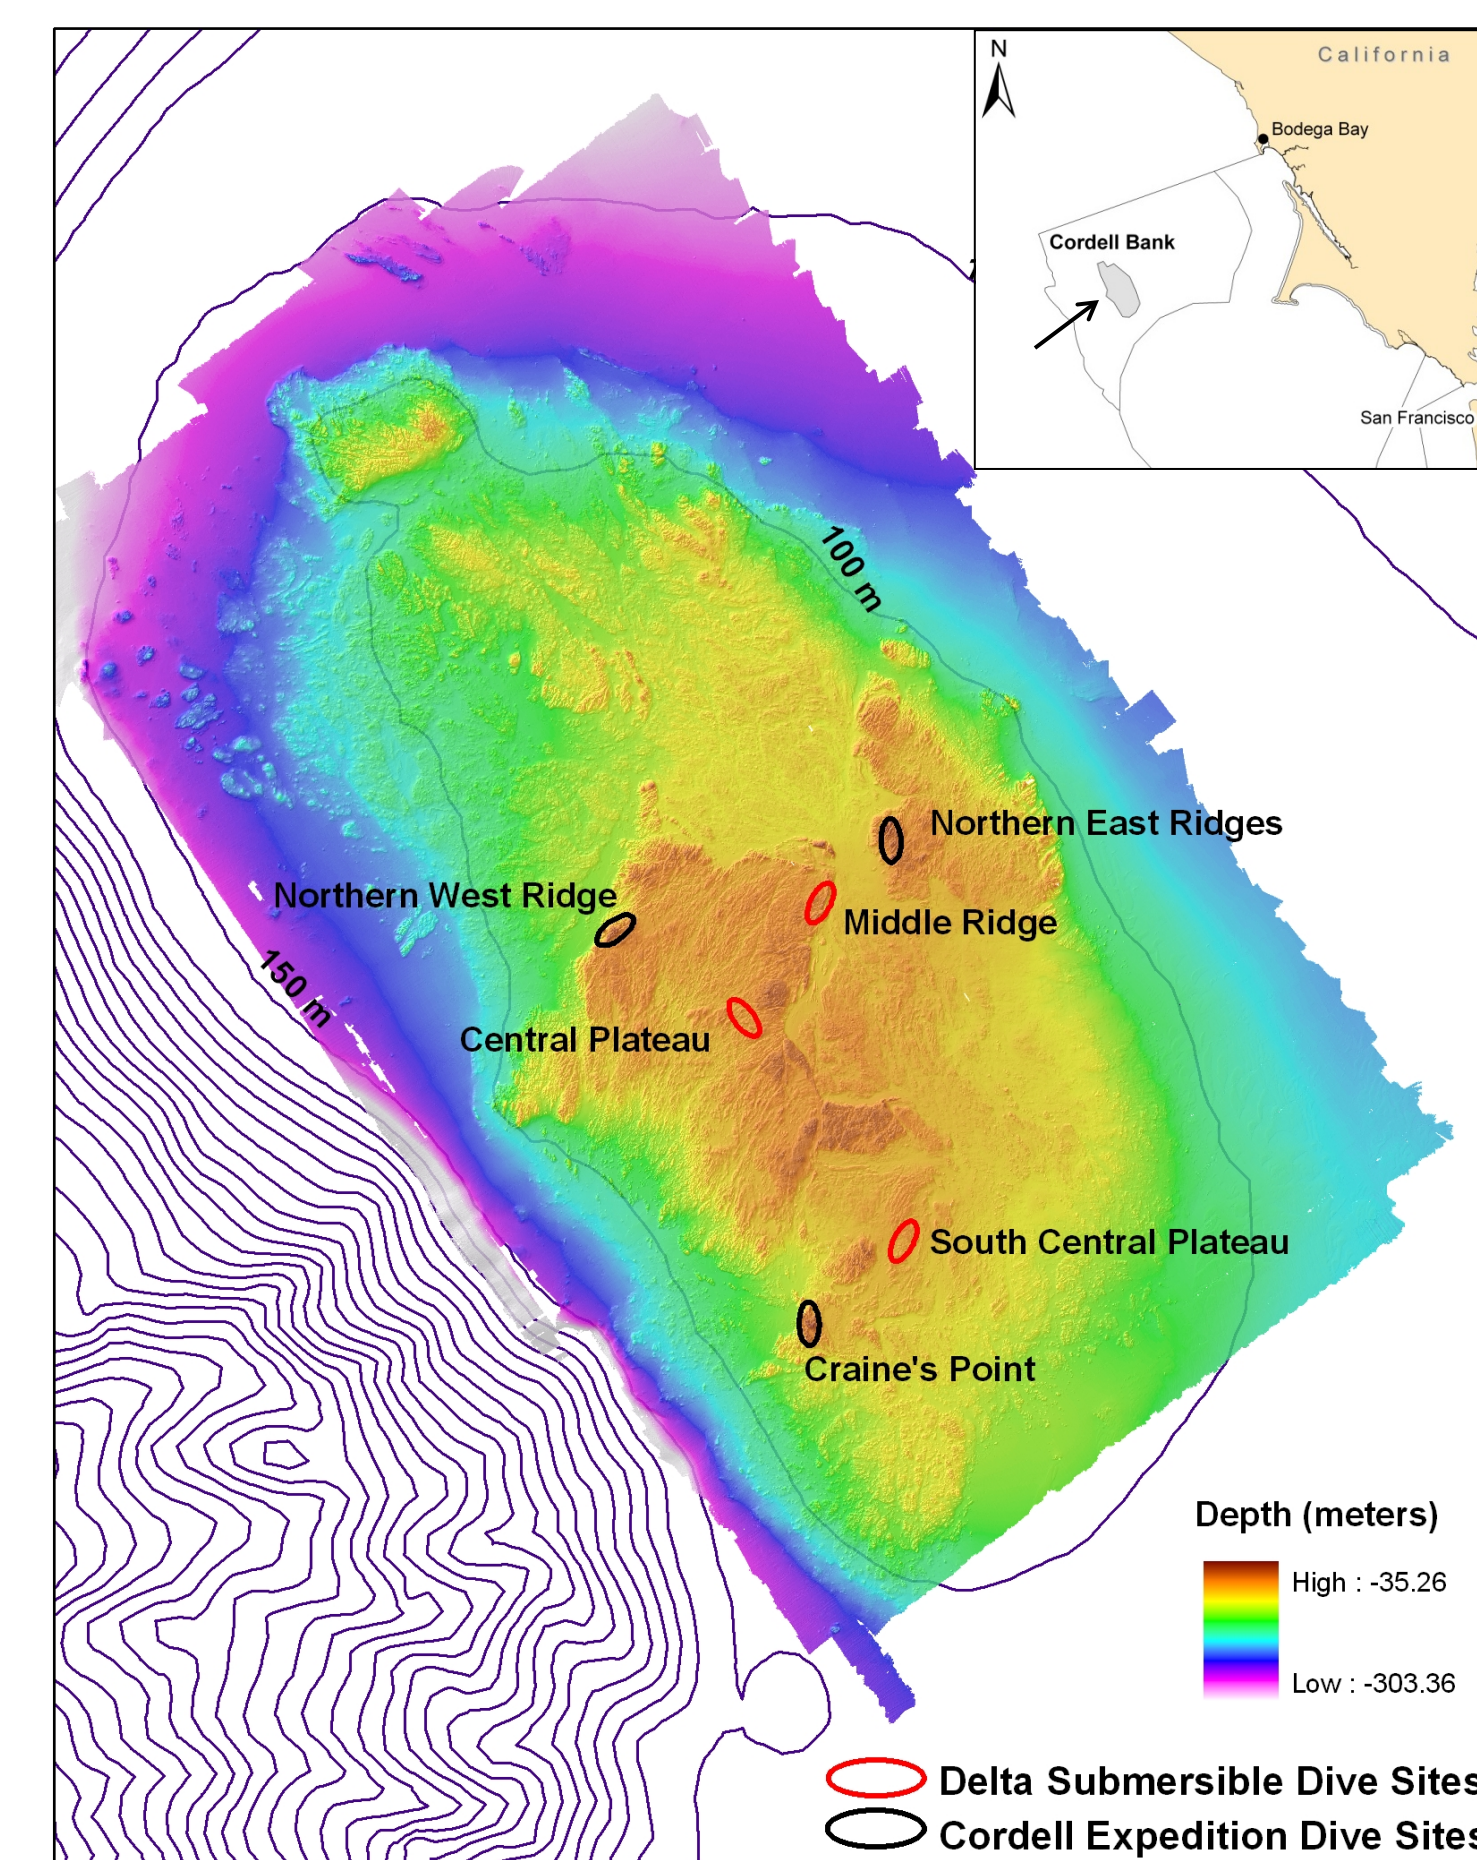 N
California
Bodega Bay
Cordell Bank
San Francisco
100 m
Northern East Ridges
Northern West Ridge
Middle Ridge
150 m
Central Plateau
South Central Plateau
Craine's Point
Depth (meters)
High : -35.26
Low : -303.36
Delta Submersible Dive Sites
Cordell Expedition Dive Sites